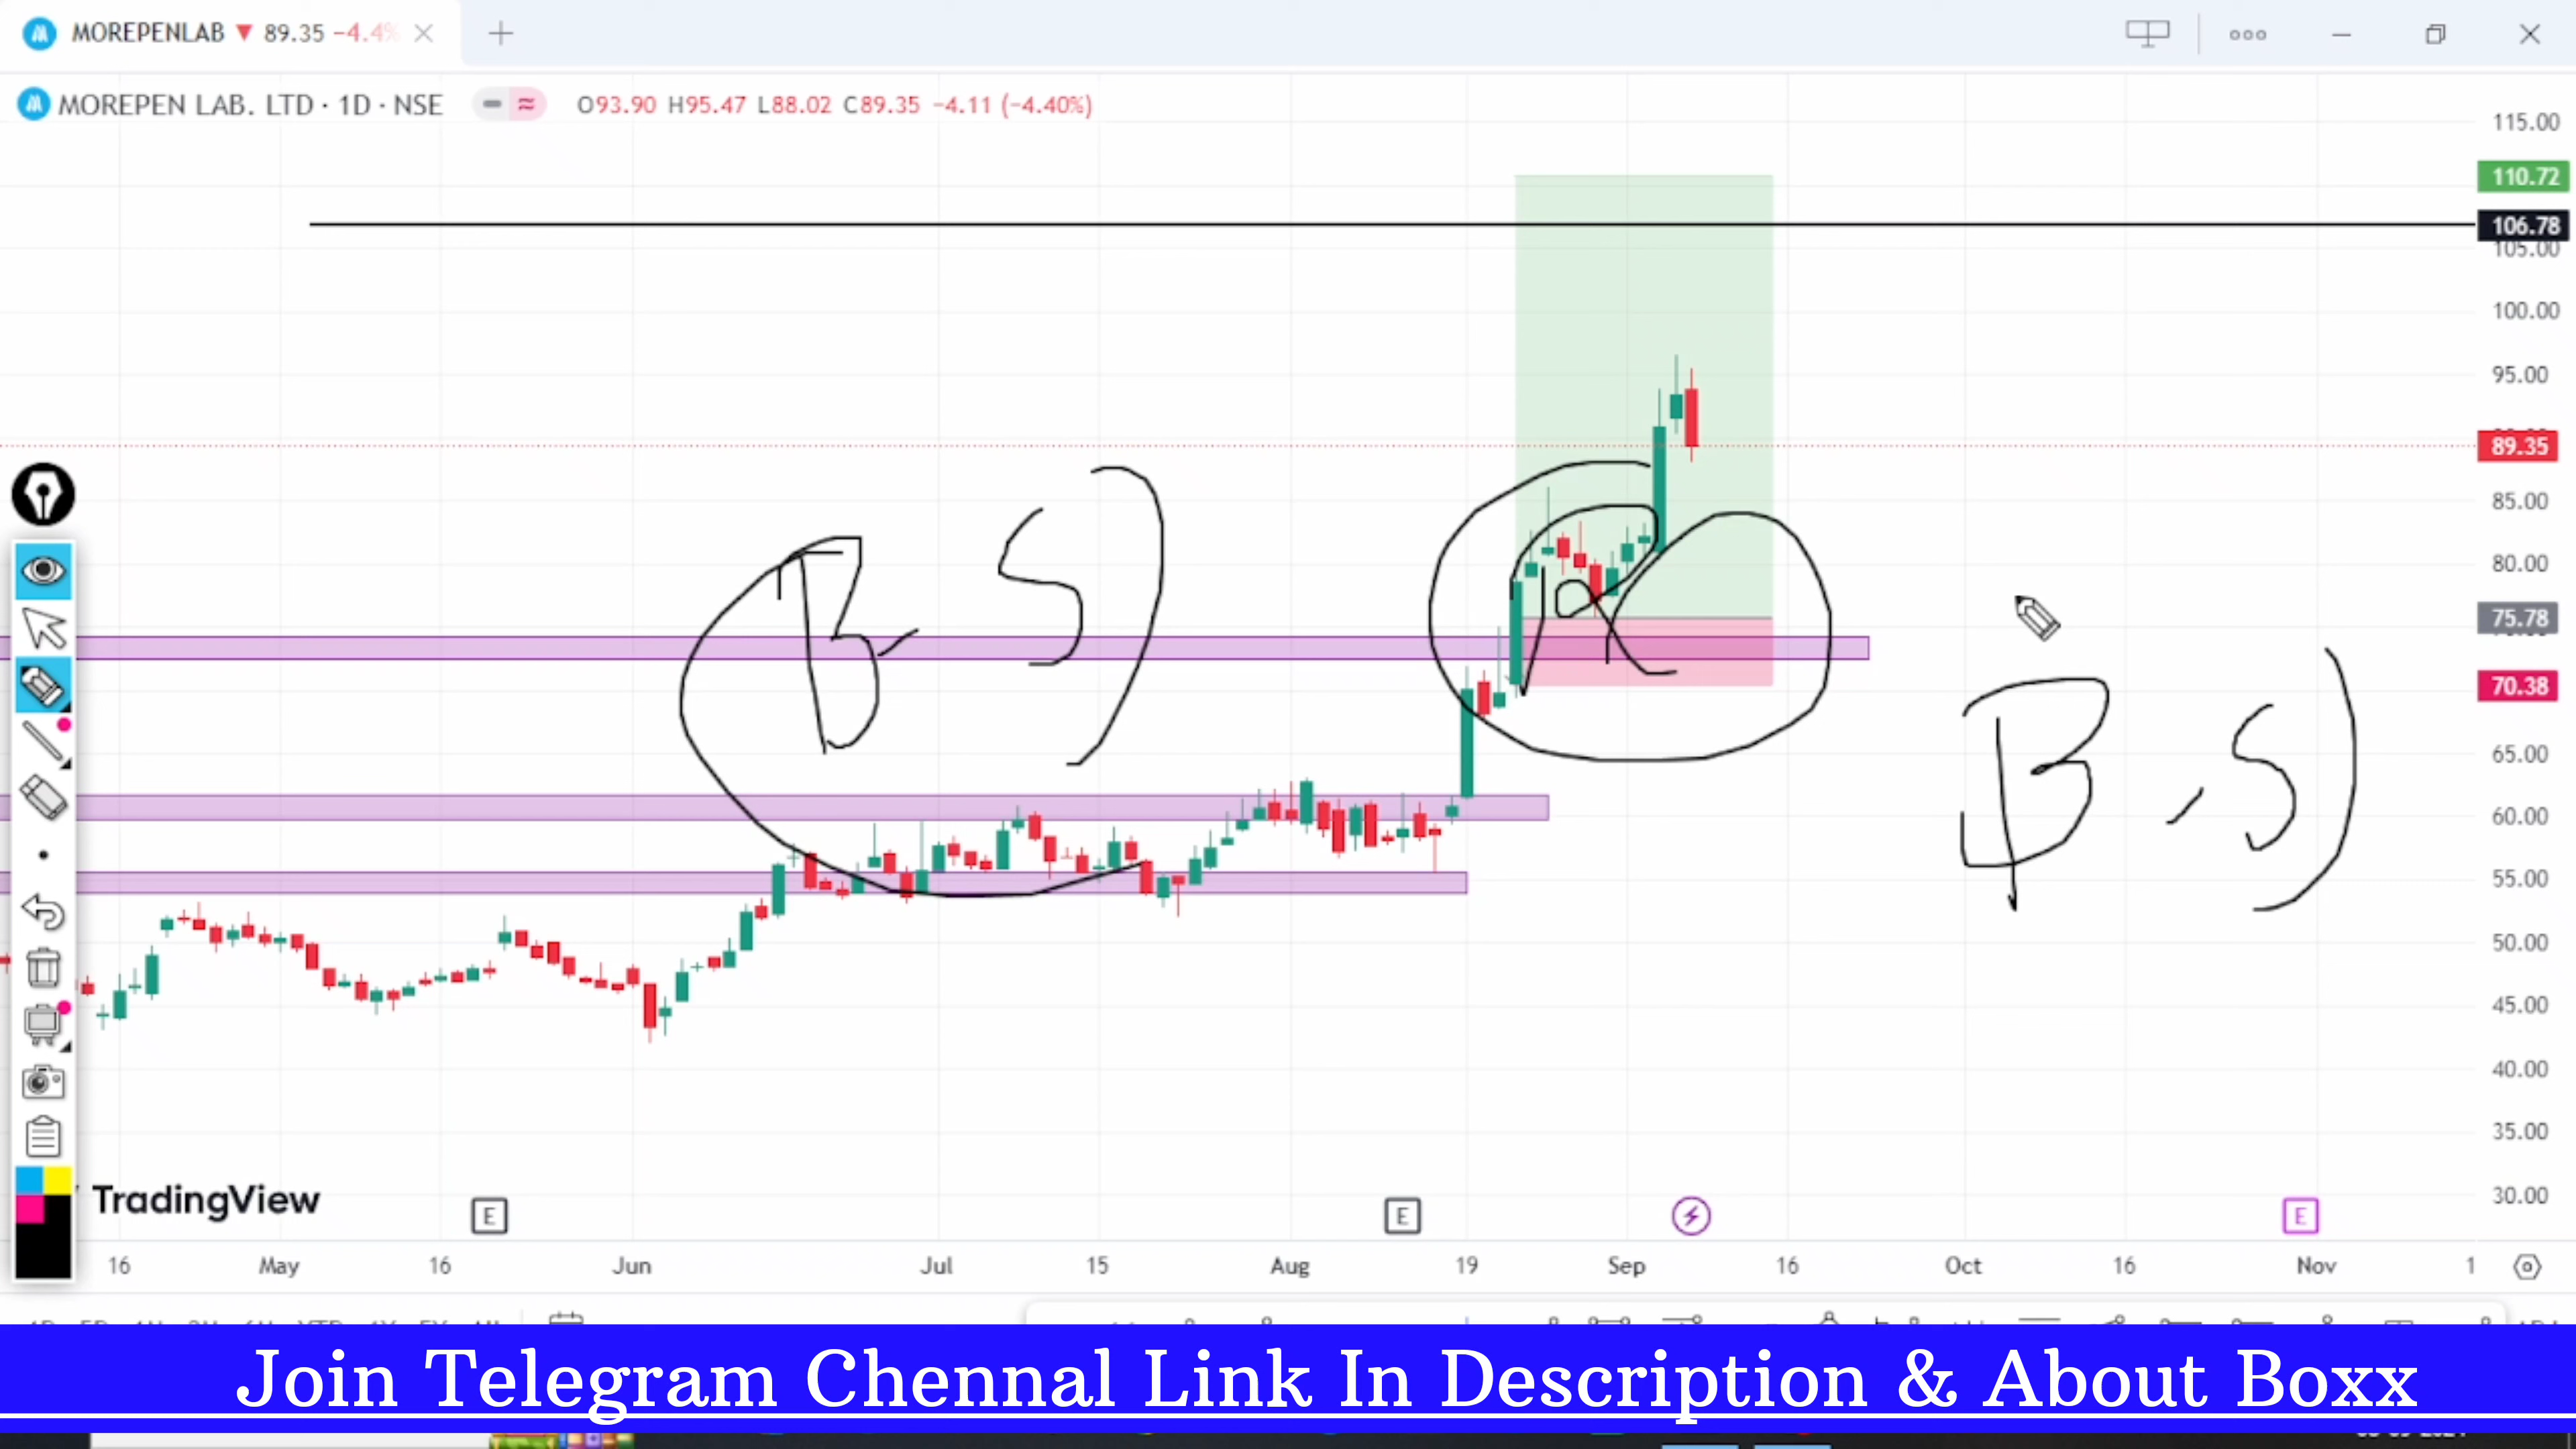 MOREPENLAB ▼ 89.35 −4.4%
MOREPEN LAB. LTD · 1D · NSE O93.90 H95.47 L88.02 C89.35 −4.11 (−4.40%)
115.00
110.72
106.78
105.00
100.00
95.00
89.35
85.00
80.00
75.78
70.38
65.00
60.00
55.00
50.00
45.00
40.00
35.00
30.00
B S
R
B S
TradingView
E E E
16 May 16 Jun Jul 15 Aug 19 Sep 16 Oct 16 Nov 1
Join Telegram Chennal Link In Description & About Boxx